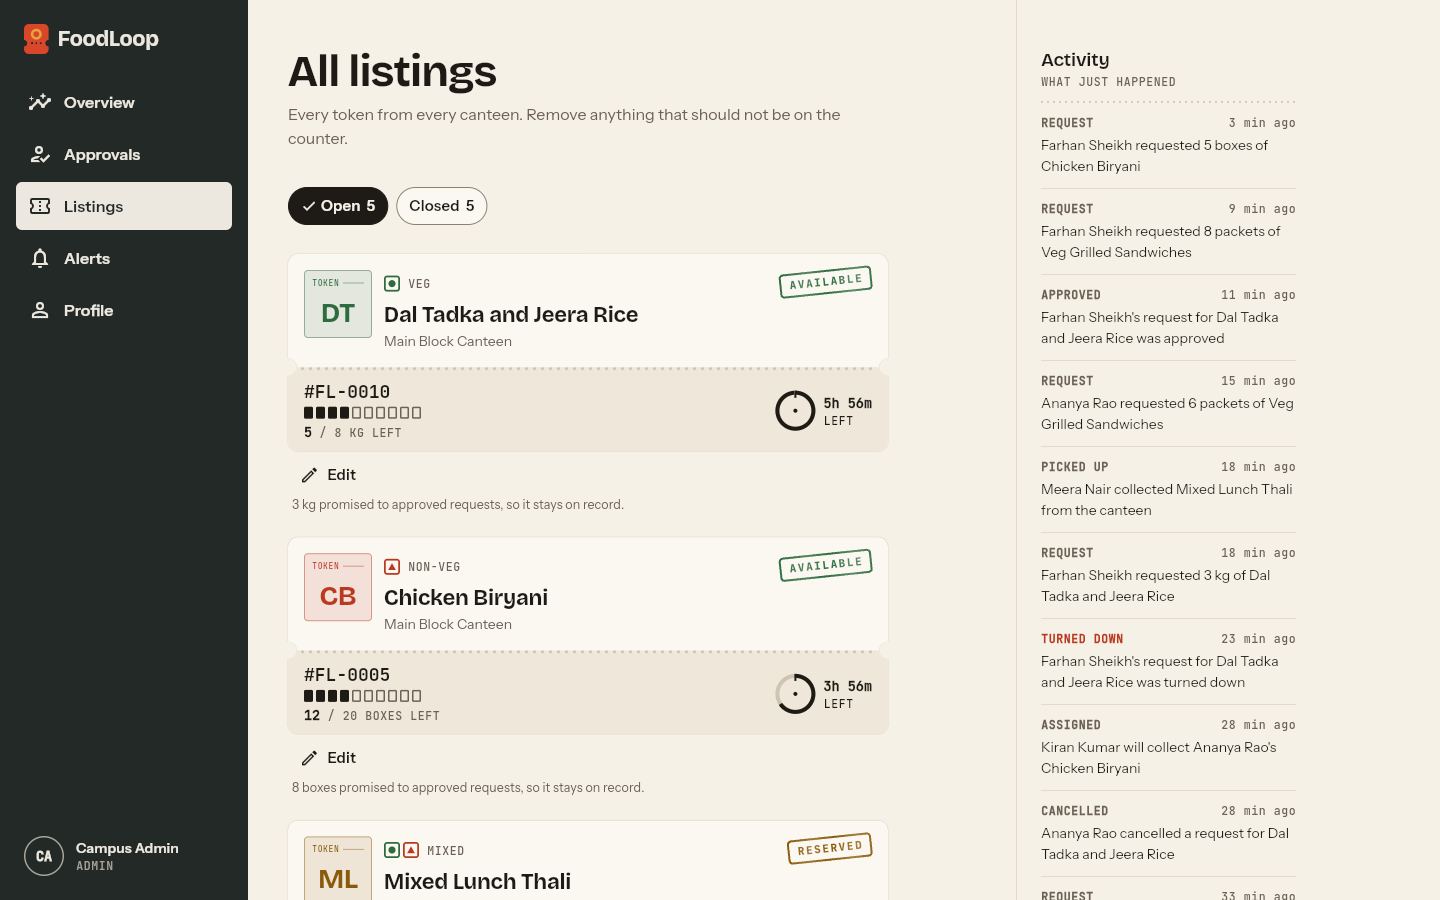 FoodLoop
Overview
Approvals
Listings
Alerts
Profile
CA
Campus Admin
ADMIN
All listings
Every token from every canteen. Remove anything that should not be on the
counter.
Open 5
Closed 5
TOKEN
DT
VEG
Dal Tadka and Jeera Rice
Main Block Canteen
AVAILABLE
#FL-0010
5 / 8 KG LEFT
5h 56m
LEFT
Edit
3 kg promised to approved requests, so it stays on record.
TOKEN
CB
NON-VEG
Chicken Biryani
Main Block Canteen
AVAILABLE
#FL-0005
12 / 20 BOXES LEFT
3h 56m
LEFT
Edit
8 boxes promised to approved requests, so it stays on record.
TOKEN
ML
MIXED
Mixed Lunch Thali
RESERVED
Activity
WHAT JUST HAPPENED
REQUEST 3 min ago
Farhan Sheikh requested 5 boxes of
Chicken Biryani
REQUEST 9 min ago
Farhan Sheikh requested 8 packets of
Veg Grilled Sandwiches
APPROVED 11 min ago
Farhan Sheikh's request for Dal Tadka
and Jeera Rice was approved
REQUEST 15 min ago
Ananya Rao requested 6 packets of Veg
Grilled Sandwiches
PICKED UP 18 min ago
Meera Nair collected Mixed Lunch Thali
from the canteen
REQUEST 18 min ago
Farhan Sheikh requested 3 kg of Dal
Tadka and Jeera Rice
TURNED DOWN 23 min ago
Farhan Sheikh's request for Dal Tadka
and Jeera Rice was turned down
ASSIGNED 28 min ago
Kiran Kumar will collect Ananya Rao's
Chicken Biryani
CANCELLED 28 min ago
Ananya Rao cancelled a request for Dal
Tadka and Jeera Rice
REQUEST 33 min ago